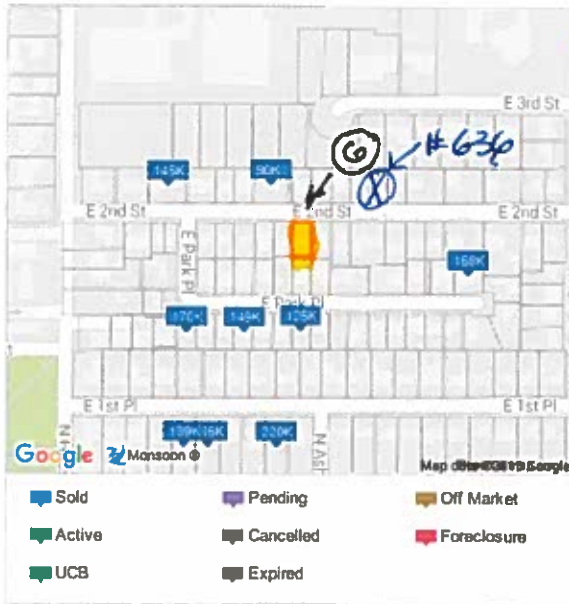 E 3rd St
6
# 636
X
145K
90K
E 2nd St
E 2nd St
E 2nd St
E Park Pl
168K
E Park Pl
170K
149K
125K
E 1st Pl
E 1st Pl
N Ash
220K
Google
Monsoon ®
Sold
Pending
Off Market
Active
Cancelled
Foreclosure
UCB
Expired